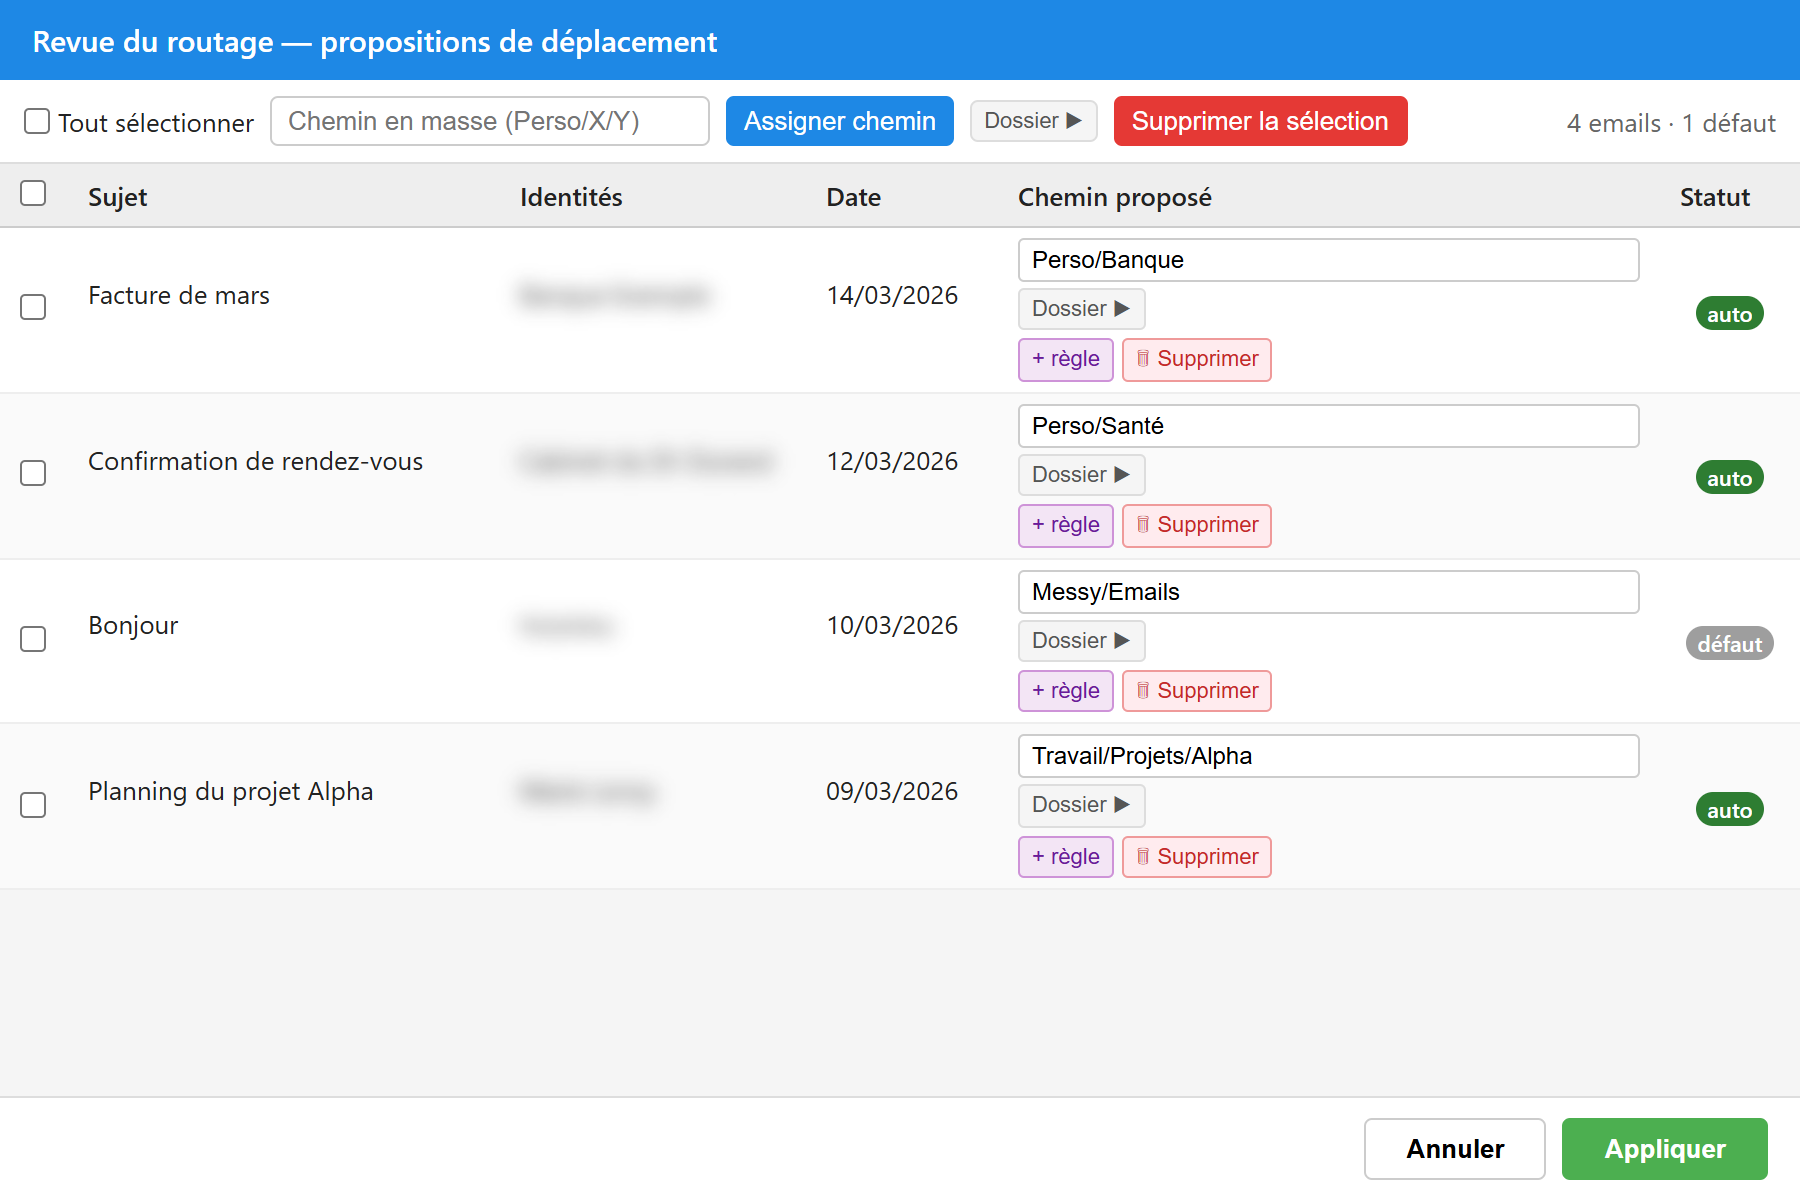 Revue du routage — propositions de déplacement
Tout sélectionner Chemin en masse (Perso/X/Y) Assigner chemin Dossier ▶ Supprimer la sélection 4 emails · 1 défaut
Sujet Identités Date Chemin proposé Statut
Facture de mars 14/03/2026 Perso/Banque auto
Dossier ▶
+ règle Supprimer
Confirmation de rendez-vous 12/03/2026 Perso/Santé auto
Dossier ▶
+ règle Supprimer
Bonjour 10/03/2026 Messy/Emails défaut
Dossier ▶
+ règle Supprimer
Planning du projet Alpha 09/03/2026 Travail/Projets/Alpha auto
Dossier ▶
+ règle Supprimer
Annuler Appliquer